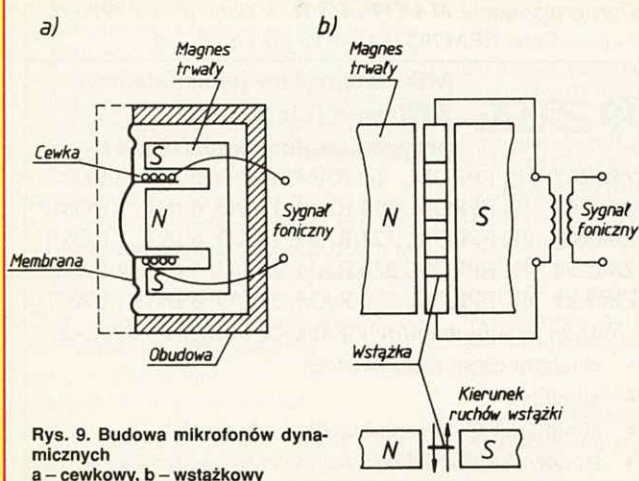 a)
Magnes
trwały
Cewka
S
N
S
Membrana
Sygnał
foniczny
Obudowa
b)
Magnes
trwały
N
S
Sygnał
foniczny
Wstążka
Kierunek
ruchów wstążki
N
S
Rys. 9. Budowa mikrofonów dyna-
micznych
a – cewkowy, b – wstążkowy